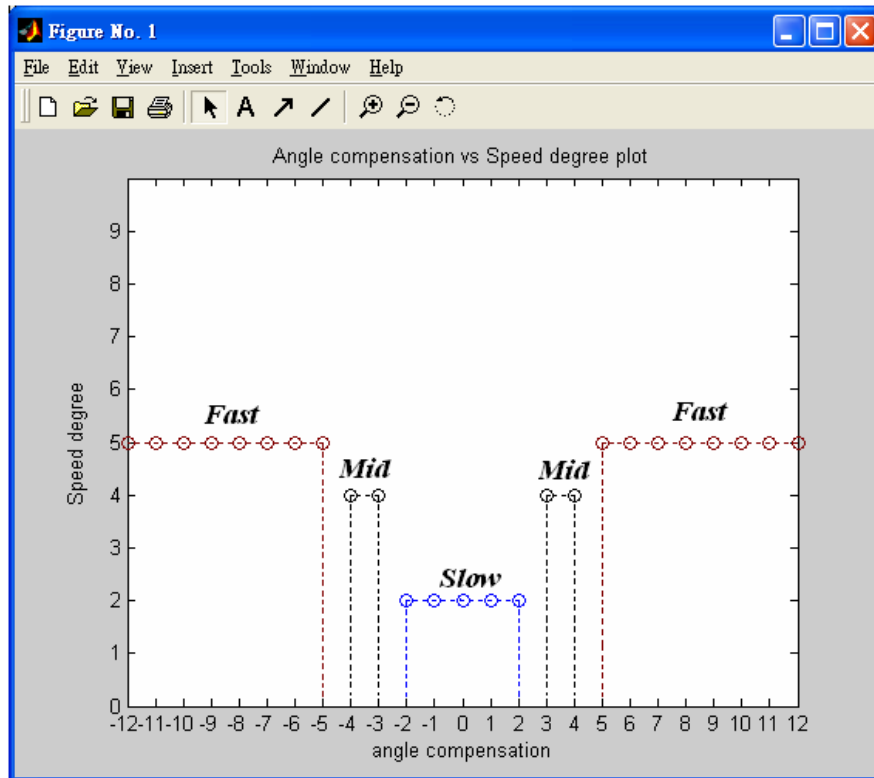 Figure No. 1
File Edit View Insert Tools Window Help
A
Angle compensation vs Speed degree plot
9
8
7
6
Fast Fast
5
Mid Mid
4
3
Slow
2
1
0
-12 -11 -10 -9 -8 -7 -6 -5 -4 -3 -2 -1 0 1 2 3 4 5 6 7 8 9 10 11 12
angle compensation
Speed degree